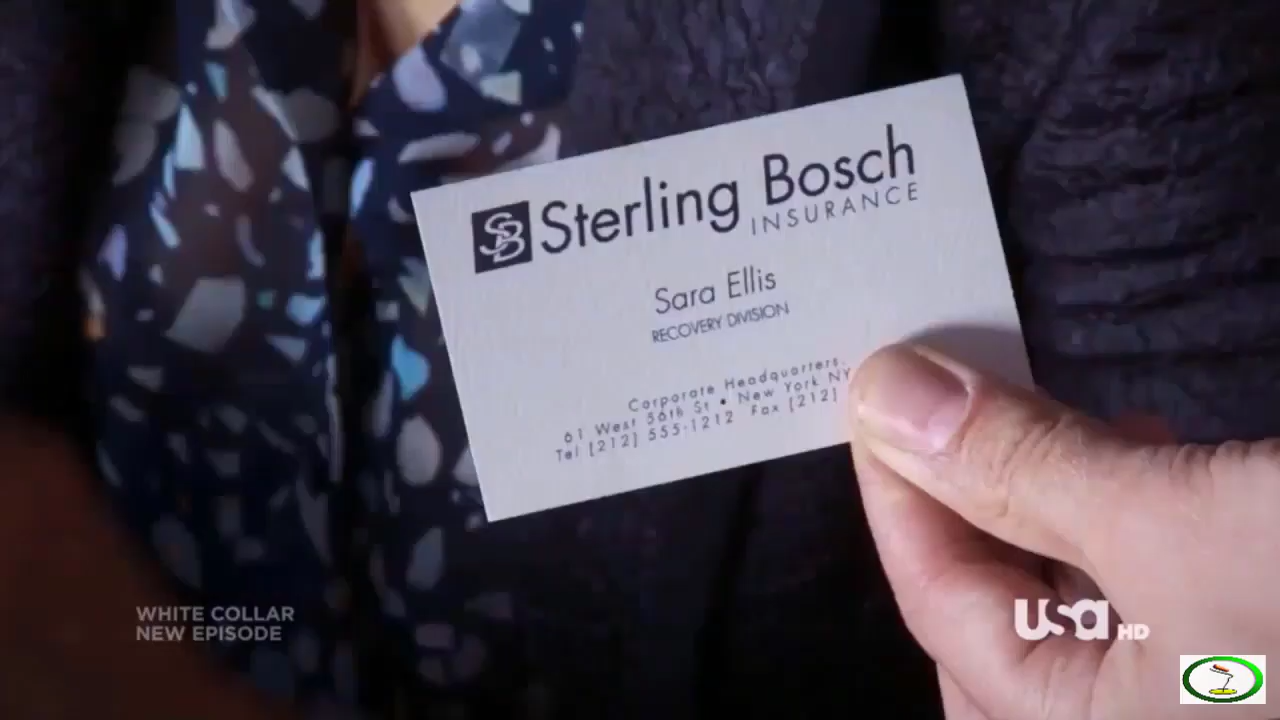 SB Sterling Bosch
INSURANCE
Sara Ellis
RECOVERY DIVISION
Corporate Headquarters.
61 West 56th St • New York NY
Tel [212] 555-1212 Fax [212]
WHITE COLLAR
NEW EPISODE
usa HD